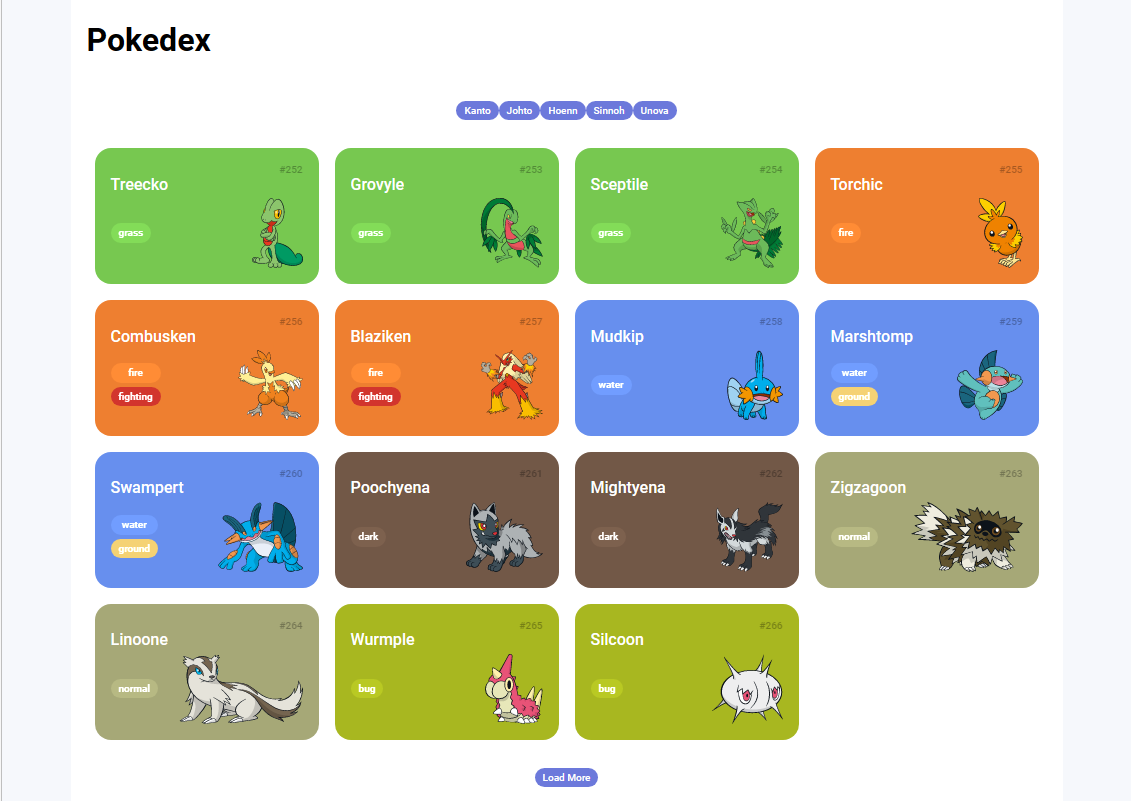 Pokedex
Kanto Johto Hoenn Sinnoh Unova
#252
Treecko
grass
#253
Grovyle
grass
#254
Sceptile
grass
#255
Torchic
fire
#256
Combusken
fire
fighting
#257
Blaziken
fire
fighting
#258
Mudkip
water
#259
Marshtomp
water
ground
#260
Swampert
water
ground
#261
Poochyena
dark
#262
Mightyena
dark
#263
Zigzagoon
normal
#264
Linoone
normal
#265
Wurmple
bug
#266
Silcoon
bug
Load More